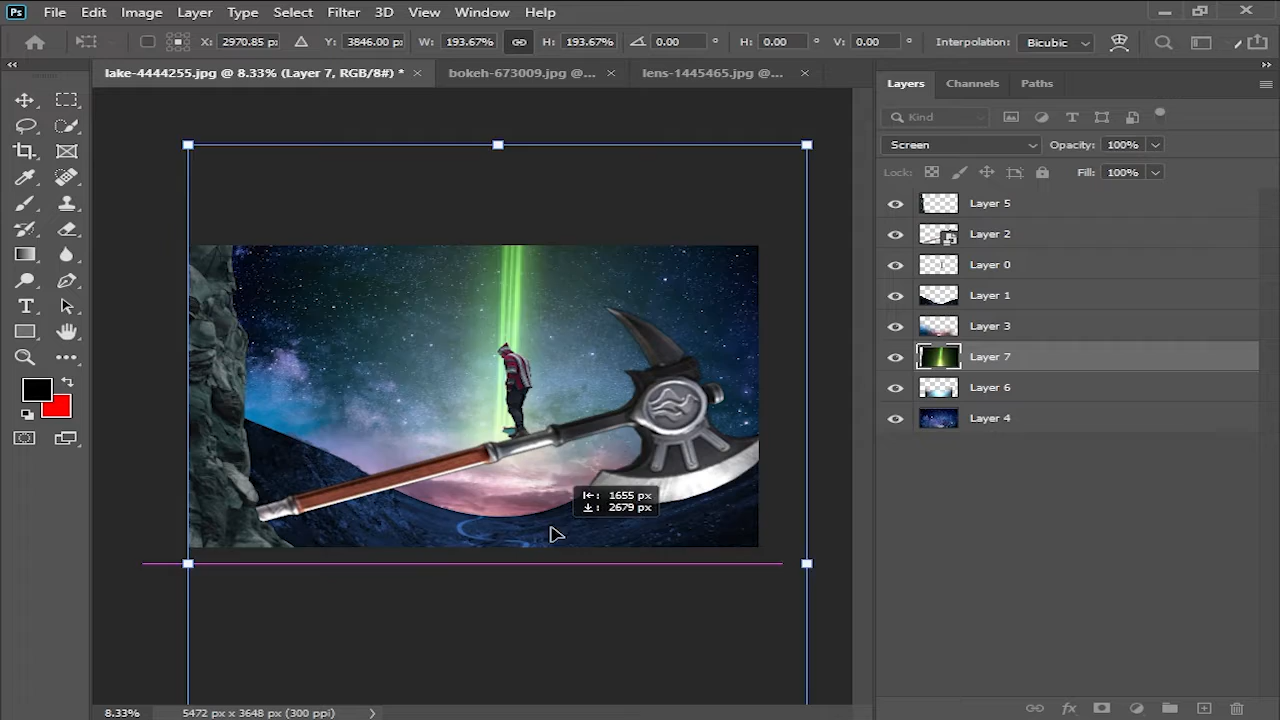 Ps File Edit Image Layer Type Select Filter 3D View Window Help
X: 2970.85 px Y: 3846.00 px W: 193.67% H: 193.67% 0.00 ° H: 0.00 ° V: 0.00 ° Interpolation: Bicubic
lake-4444255.jpg @ 8.33% (Layer 7, RGB/8#) * × bokeh-673009.jpg @... × lens-1445465.jpg @... ×
Layers Channels Paths
Kind
Screen Opacity: 100%
Lock: Fill: 100%
Layer 5
Layer 2
Layer 0
Layer 1
Layer 3
Layer 7
Layer 6
Layer 4
1655 px
2679 px
8.33% 5472 px x 3648 px (300 ppi)